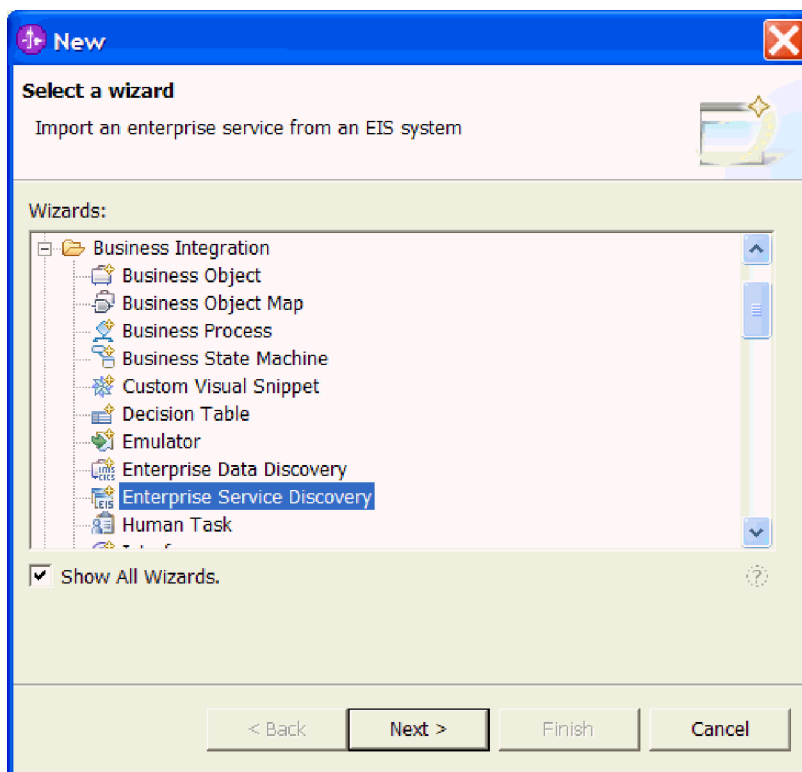 New
Select a wizard
Import an enterprise service from an EIS system
Wizards:
Business Integration
Business Object
Business Object Map
Business Process
Business State Machine
Custom Visual Snippet
Decision Table
Emulator
Enterprise Data Discovery
Enterprise Service Discovery
Human Task
Show All Wizards.
< Back Next > Finish Cancel